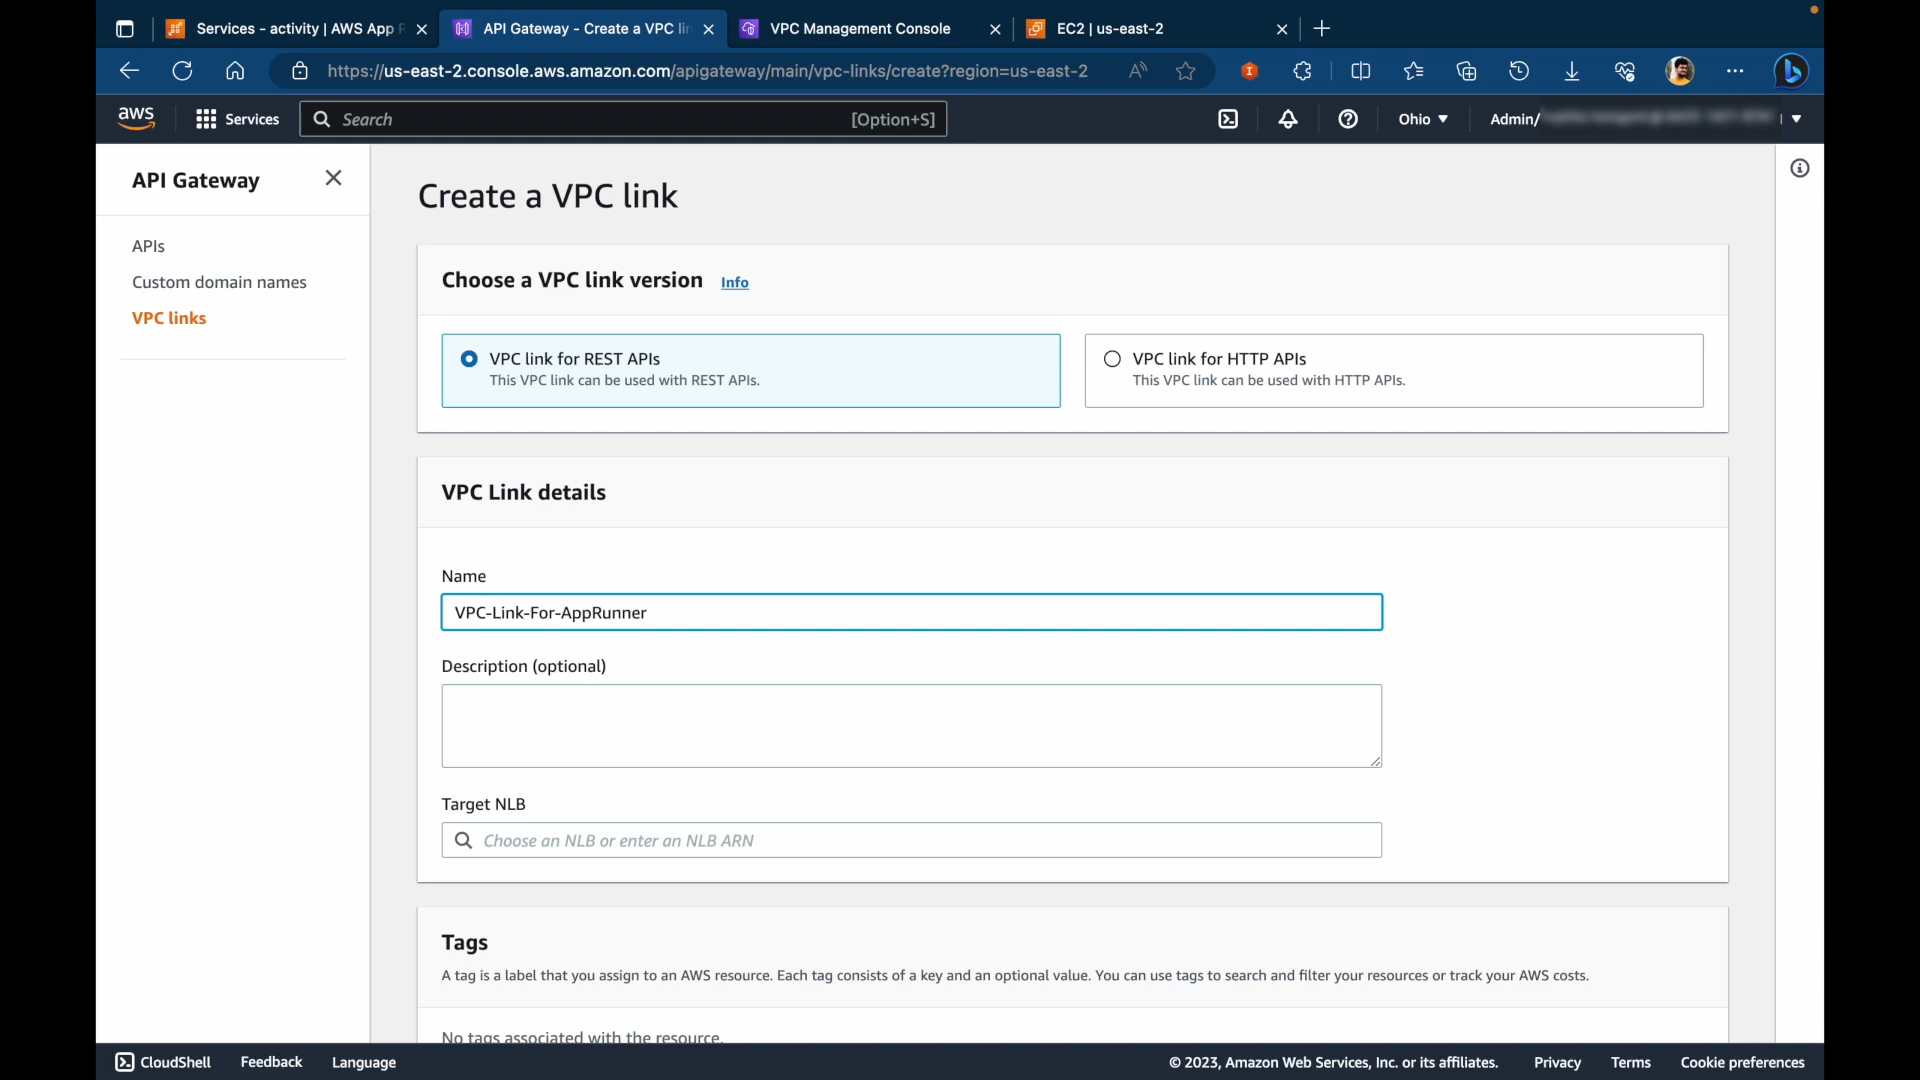 Services - activity | AWS App R
API Gateway - Create a VPC lin
VPC Management Console
EC2 | us-east-2
https://us-east-2.console.aws.amazon.com/apigateway/main/vpc-links/create?region=us-east-2
aws
Services
Search
[Option+S]
Ohio
Admin/
API Gateway
APIs
Custom domain names
VPC links
Create a VPC link
Choose a VPC link version Info
VPC link for REST APIs
This VPC link can be used with REST APIs.
VPC link for HTTP APIs
This VPC link can be used with HTTP APIs.
VPC Link details
Name
VPC-Link-For-AppRunner
Description (optional)
Target NLB
Choose an NLB or enter an NLB ARN
Tags
A tag is a label that you assign to an AWS resource. Each tag consists of a key and an optional value. You can use tags to search and filter your resources or track your AWS costs.
No tags associated with the resource.
CloudShell
Feedback
Language
© 2023, Amazon Web Services, Inc. or its affiliates.
Privacy
Terms
Cookie preferences